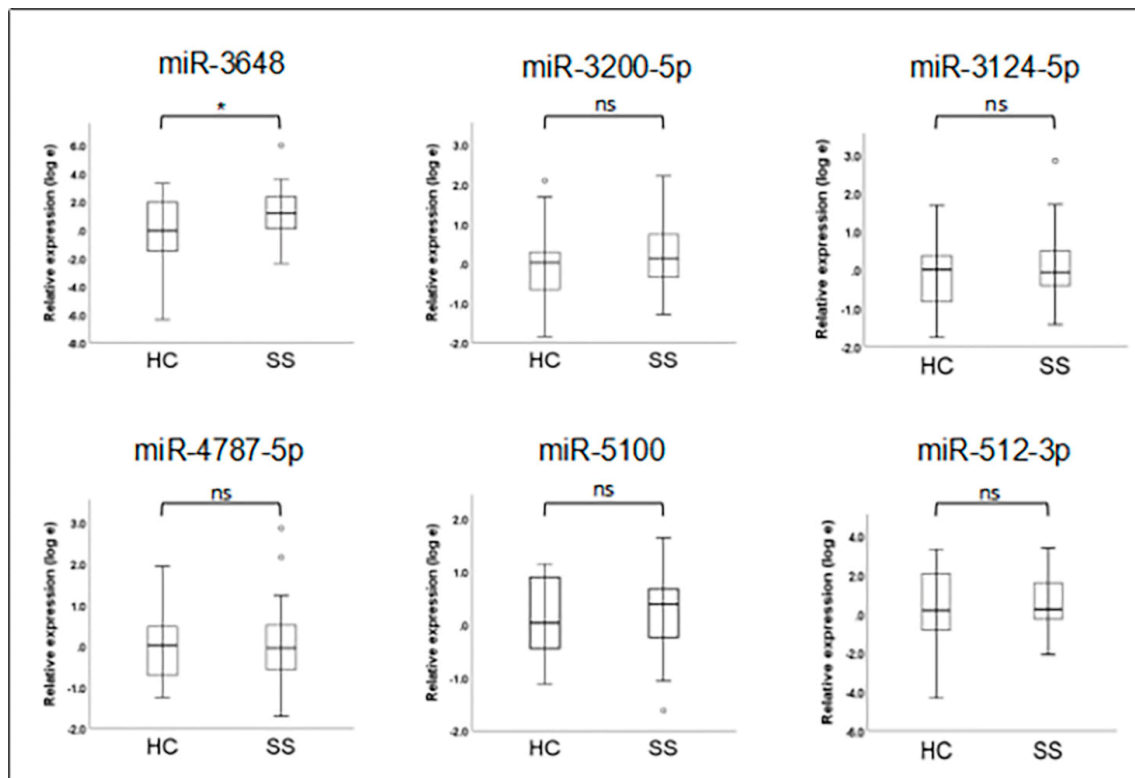 miR-3648
*
Relative expression (log e)
6.0
4.0
2.0
.0
-2.0
-4.0
-6.0
-8.0
HC SS
miR-3200-5p
ns
Relative expression (log e)
3.0
2.0
1.0
.0
-1.0
-2.0
HC SS
miR-3124-5p
ns
Relative expression (log e)
3.0
2.0
1.0
.0
-1.0
-2.0
HC SS
miR-4787-5p
ns
Relative expression (log e)
3.0
2.0
1.0
.0
-1.0
-2.0
HC SS
miR-5100
ns
Relative expression (log e)
2.0
1.0
.0
-1.0
-2.0
HC SS
miR-512-3p
ns
Relative expression (log e)
4.0
2.0
.0
-2.0
-4.0
-6.0
HC SS